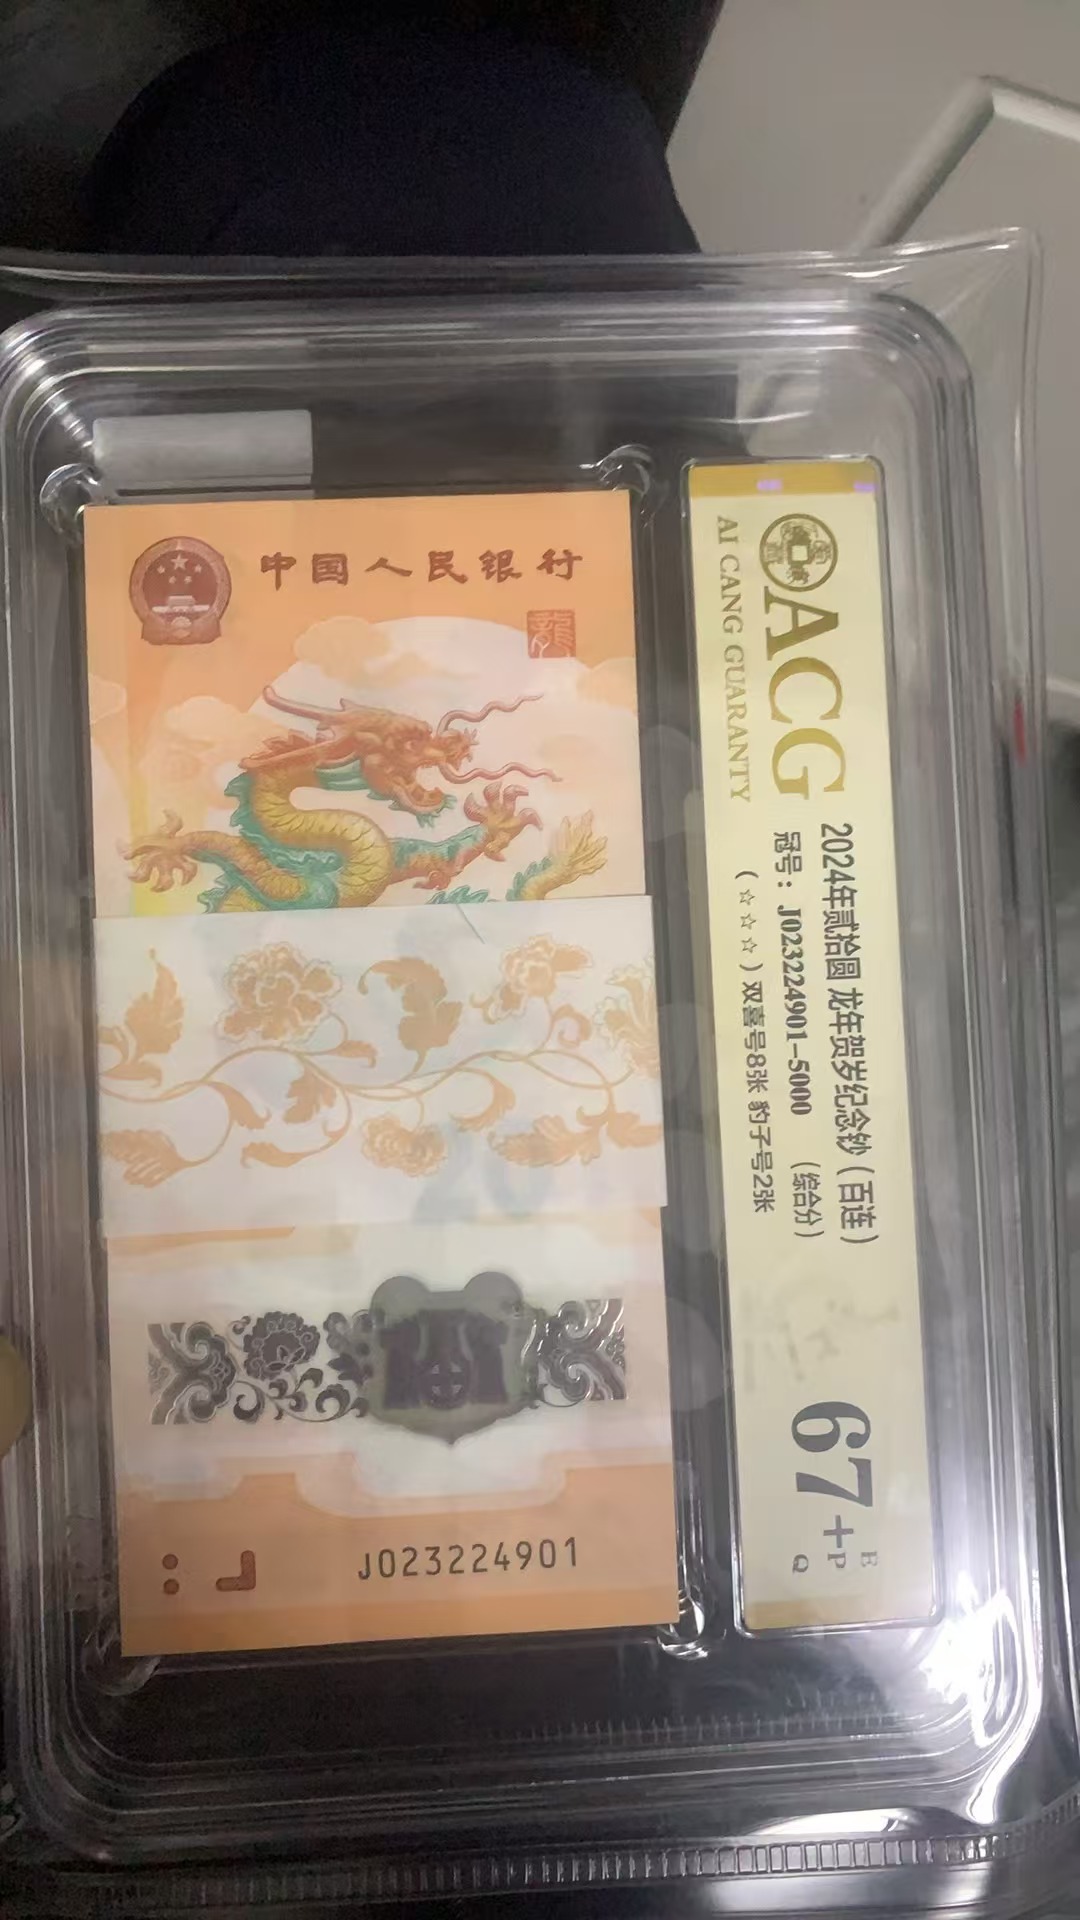 中国人民银行
龍
J023224901
ACG
AI CANG GUARANTY
2024年贰拾圆 龙年贺岁纪念钞（百连）
冠号：J023224901-5000 （综合分）
（☆☆☆）双喜号8张 豹子号2张
67+
E
P
Q